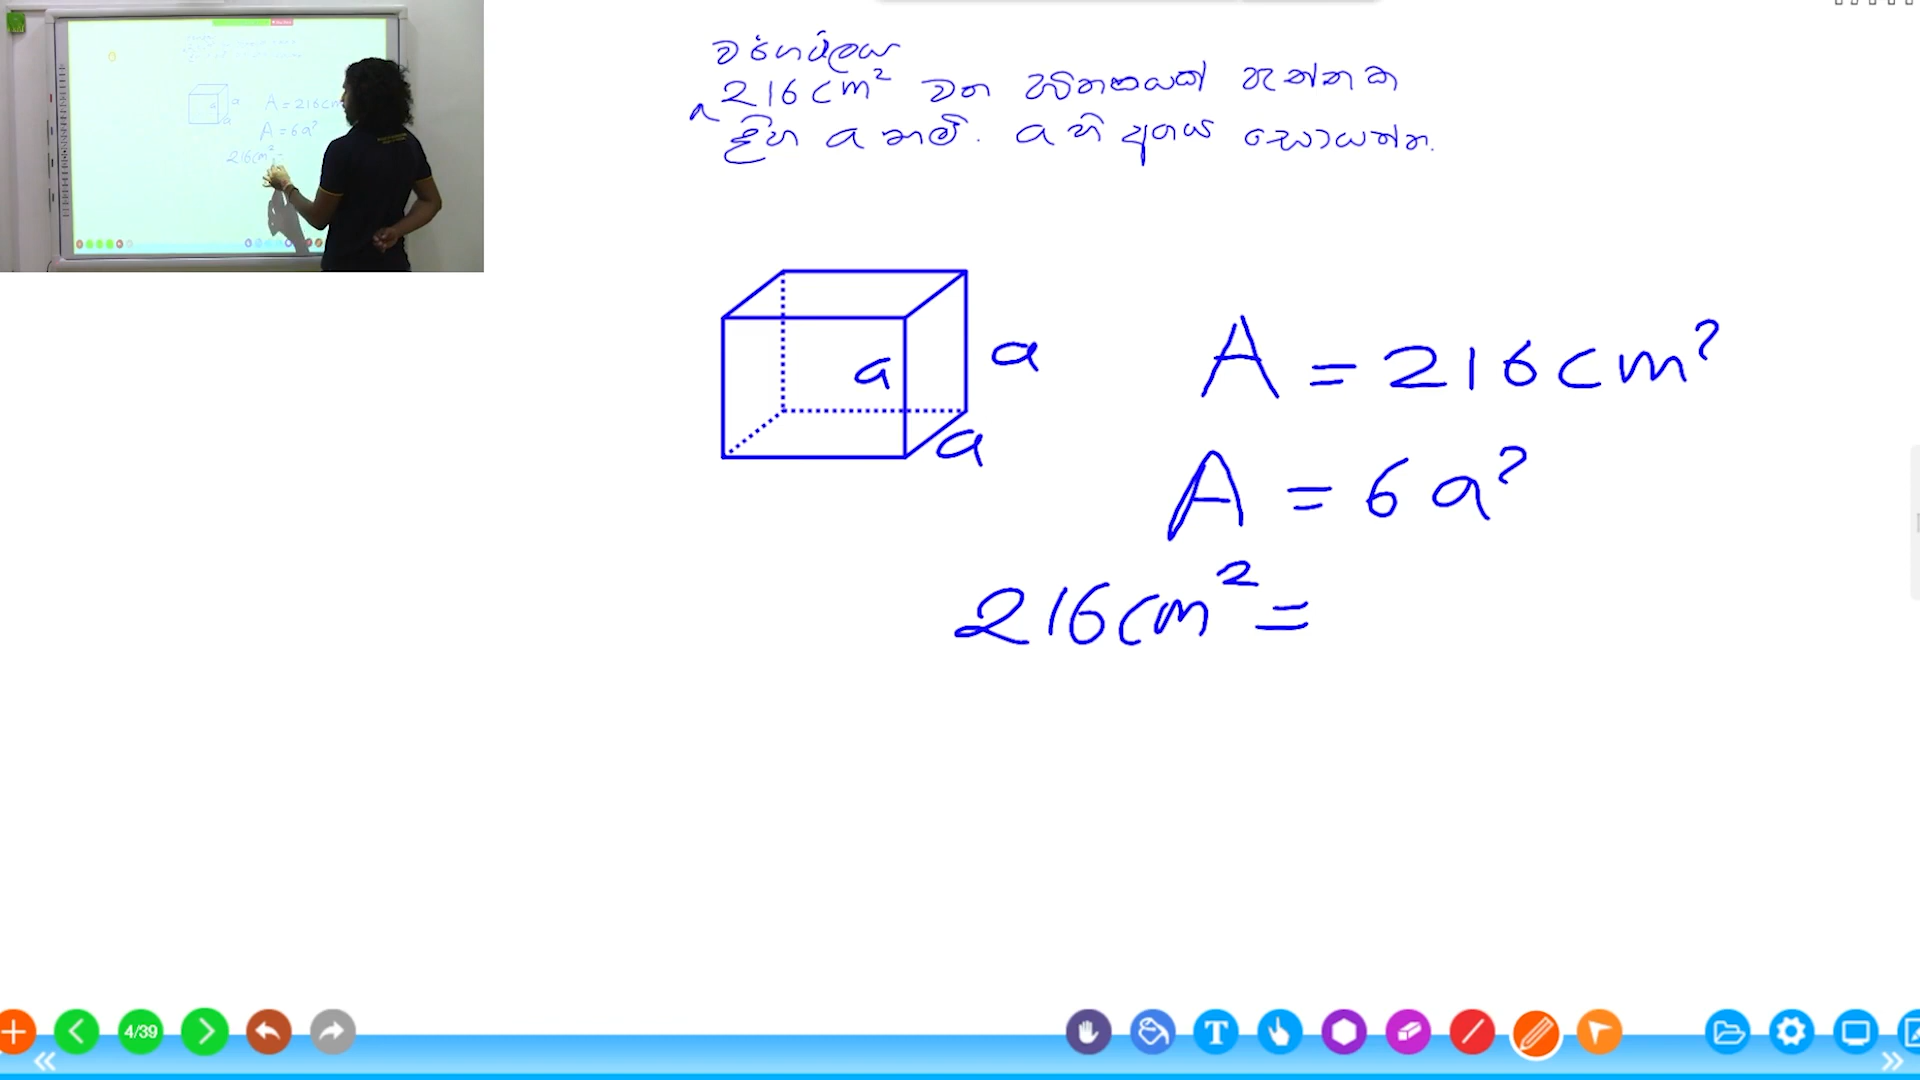 වර්ගඵලය
216 cm² වන ඝනකයක් පැත්තක
දිග a නම්. a හි අගය සොයන්න.
a
a
a
A = 216 cm²
A = 6a²
216 cm² =
4/39
T